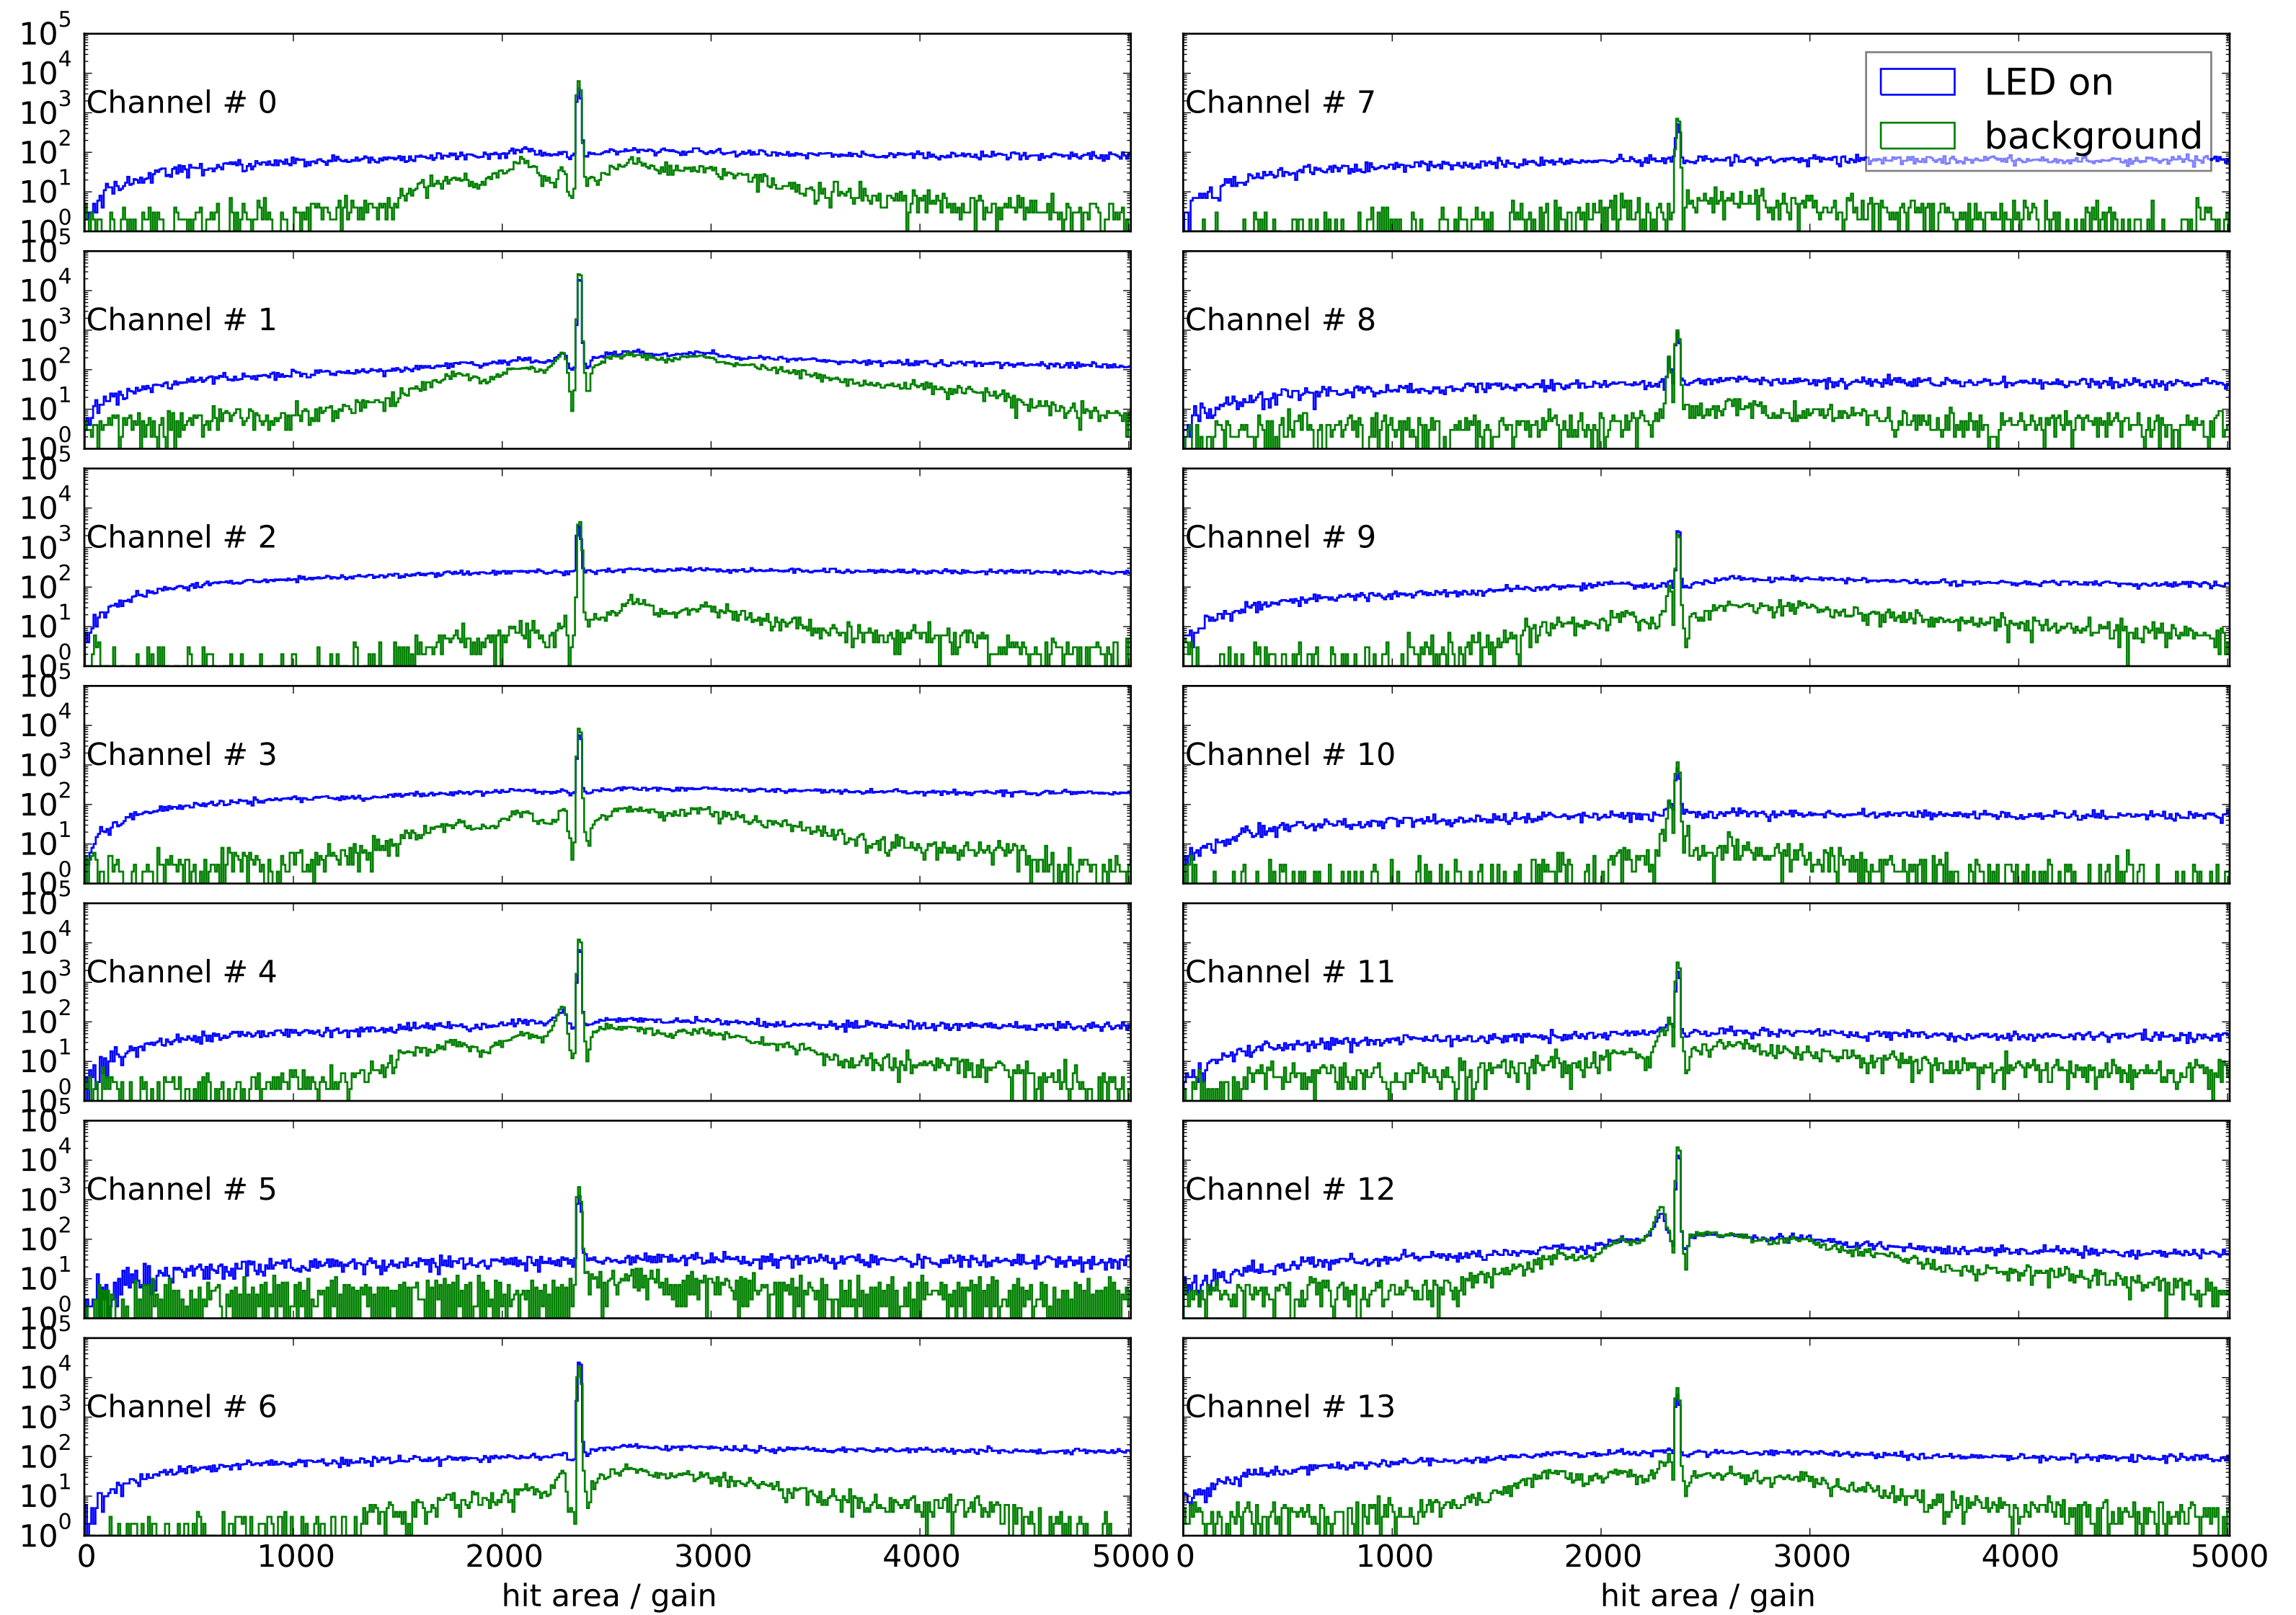 10^5
10^4
10^3
10^2
10^1
10^0
Channel # 0
10^5
10^4
10^3
10^2
10^1
10^0
Channel # 1
10^5
10^4
10^3
10^2
10^1
10^0
Channel # 2
10^5
10^4
10^3
10^2
10^1
10^0
Channel # 3
10^5
10^4
10^3
10^2
10^1
10^0
Channel # 4
10^5
10^4
10^3
10^2
10^1
10^0
Channel # 5
10^5
10^4
10^3
10^2
10^1
10^0
Channel # 6
0 1000 2000 3000 4000 5000
hit area / gain
Channel # 7
LED on
background
Channel # 8
Channel # 9
Channel # 10
Channel # 11
Channel # 12
Channel # 13
0 1000 2000 3000 4000 5000
hit area / gain